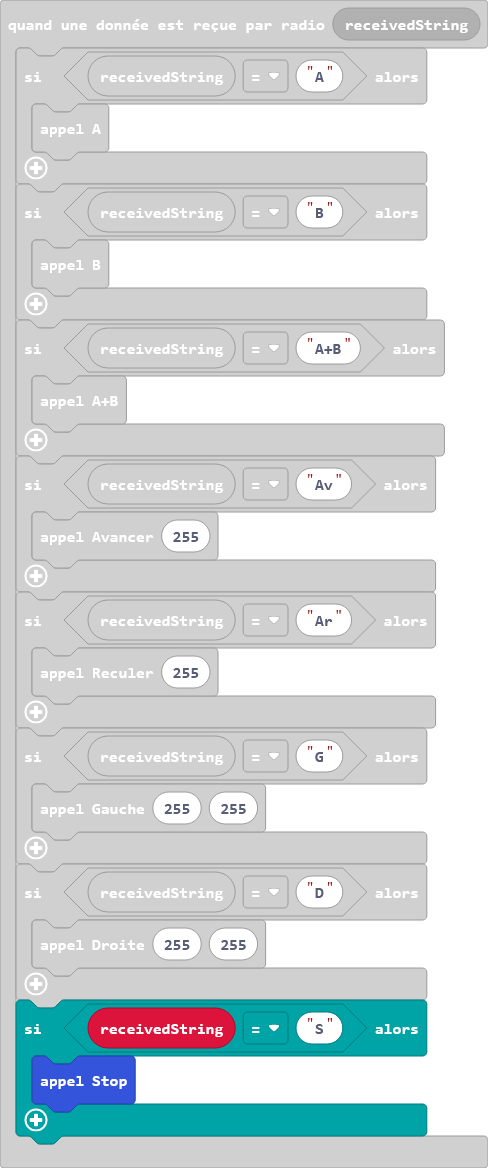 quand une donnée est reçue par radio receivedString
si receivedString = "A" alors
appel A
si receivedString = "B" alors
appel B
si receivedString = "A+B" alors
appel A+B
si receivedString = "Av" alors
appel Avancer 255
si receivedString = "Ar" alors
appel Reculer 255
si receivedString = "G" alors
appel Gauche 255 255
si receivedString = "D" alors
appel Droite 255 255
si receivedString = "S" alors
appel Stop